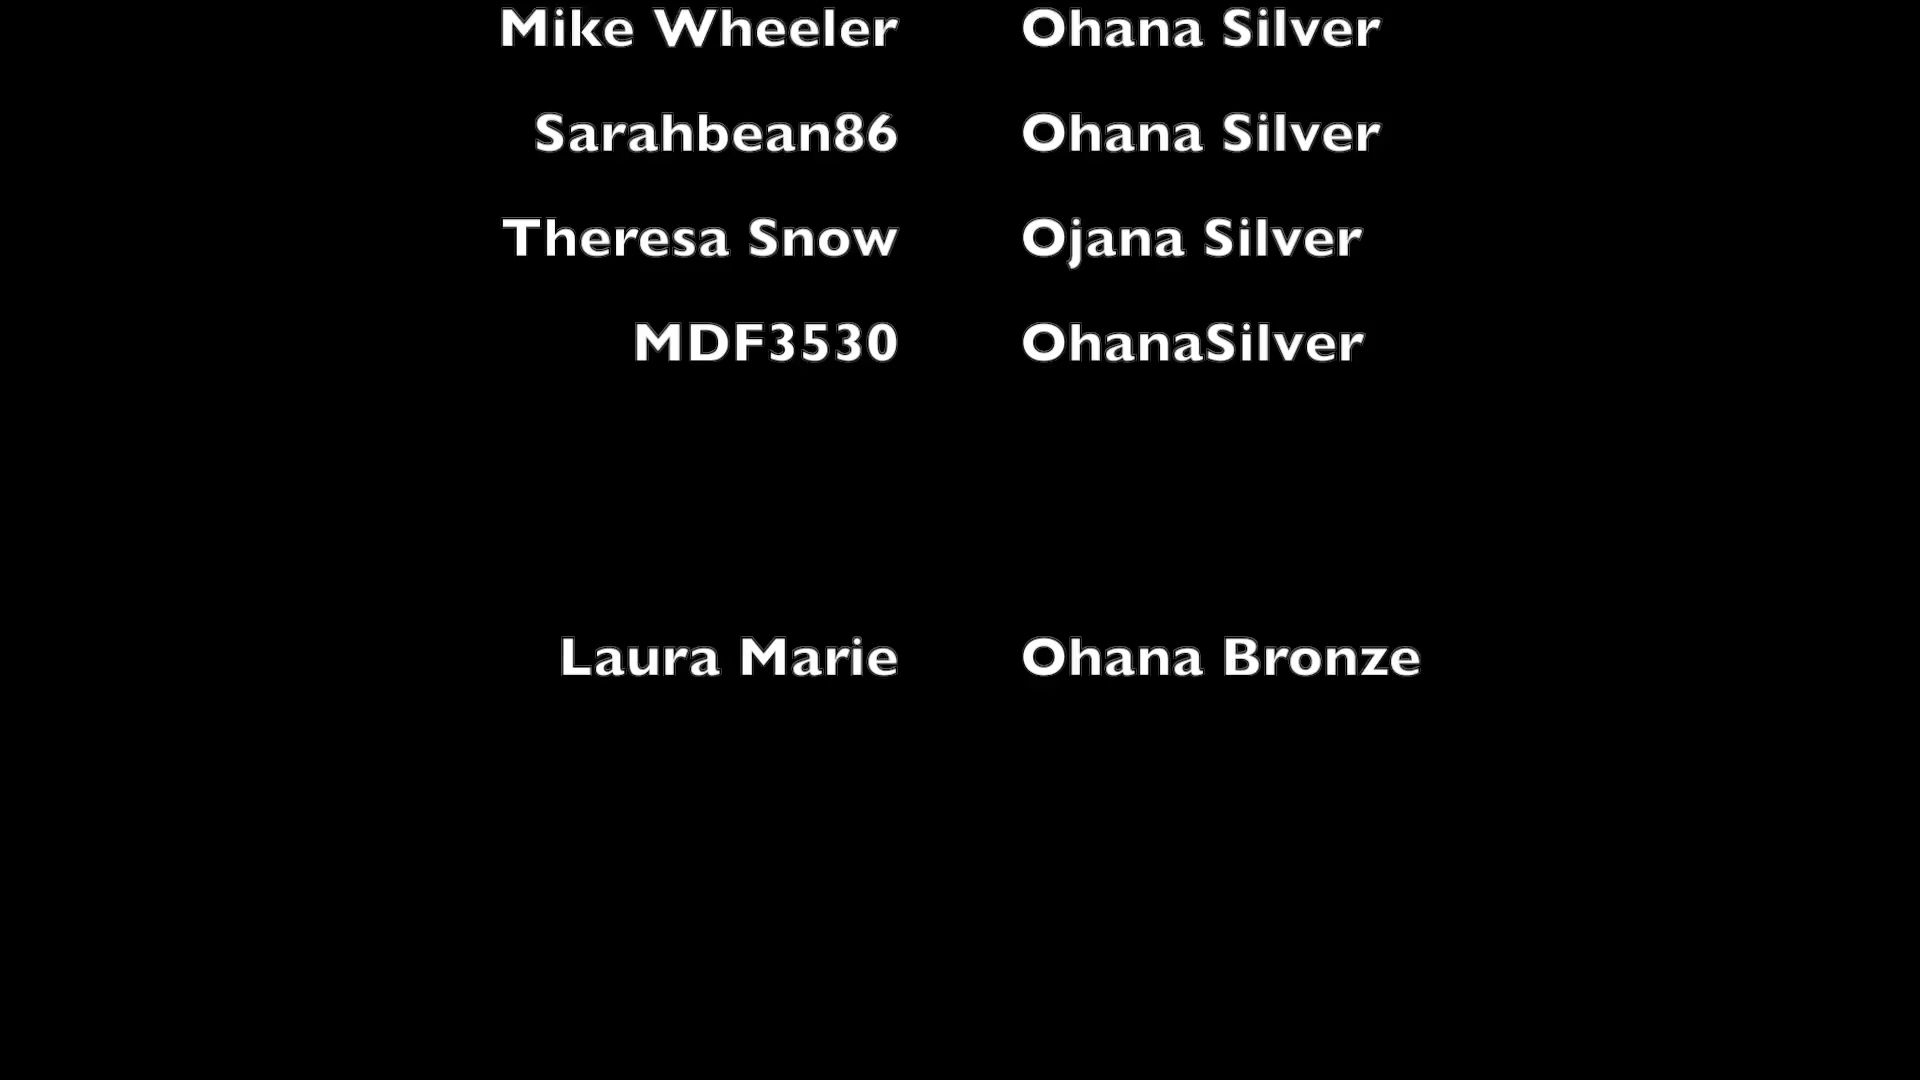 Mike Wheeler Ohana Silver
Sarahbean86 Ohana Silver
Theresa Snow Ojana Silver
MDF3530 OhanaSilver
Laura Marie Ohana Bronze